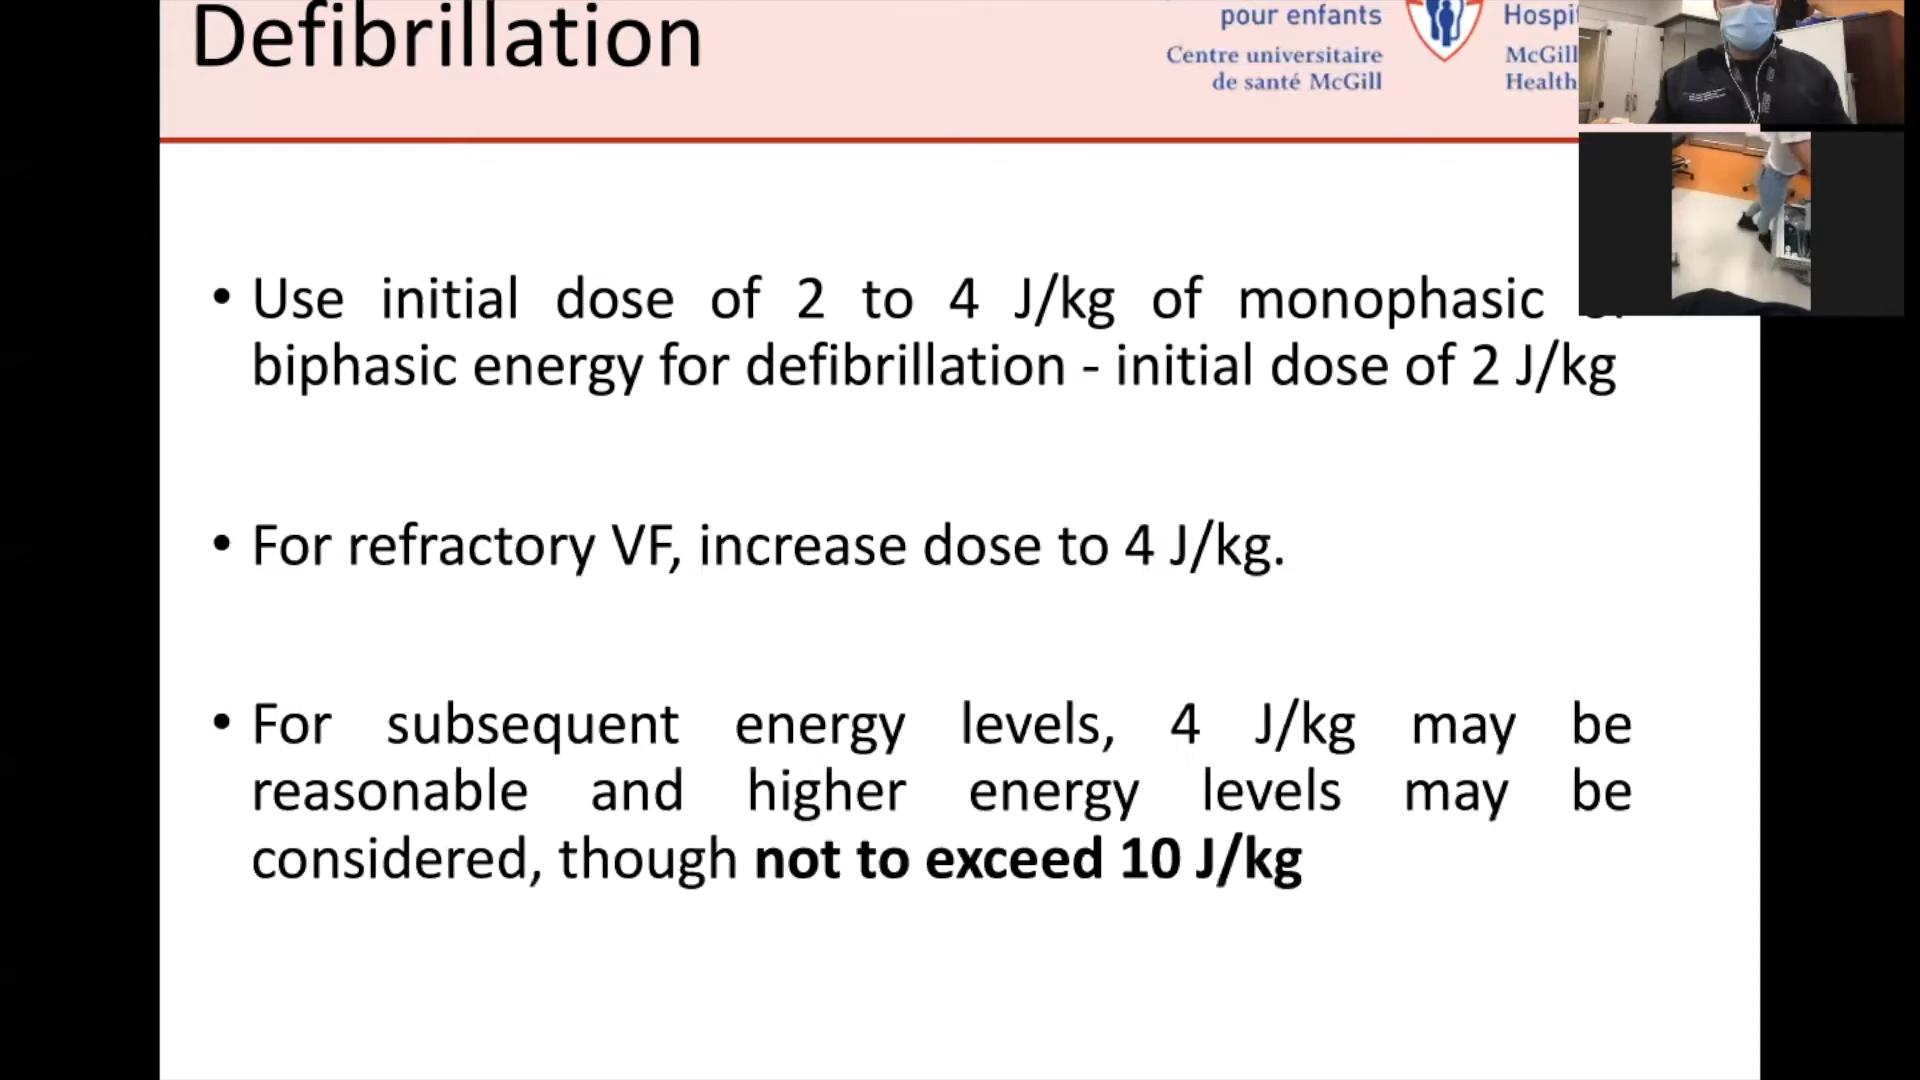 Defibrillation
pour enfants
Centre universitaire
de santé McGill
McGill
Health
• Use initial dose of 2 to 4 J/kg of monophasic
biphasic energy for defibrillation - initial dose of 2 J/kg
• For refractory VF, increase dose to 4 J/kg.
• For subsequent energy levels, 4 J/kg may be
reasonable and higher energy levels may be
considered, though not to exceed 10 J/kg